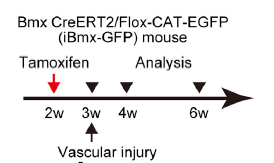 Bmx CreERT2/Flox-CAT-EGFP
(iBmx-GFP) mouse
Tamoxifen Analysis
2w 3w 4w 6w
Vascular injury